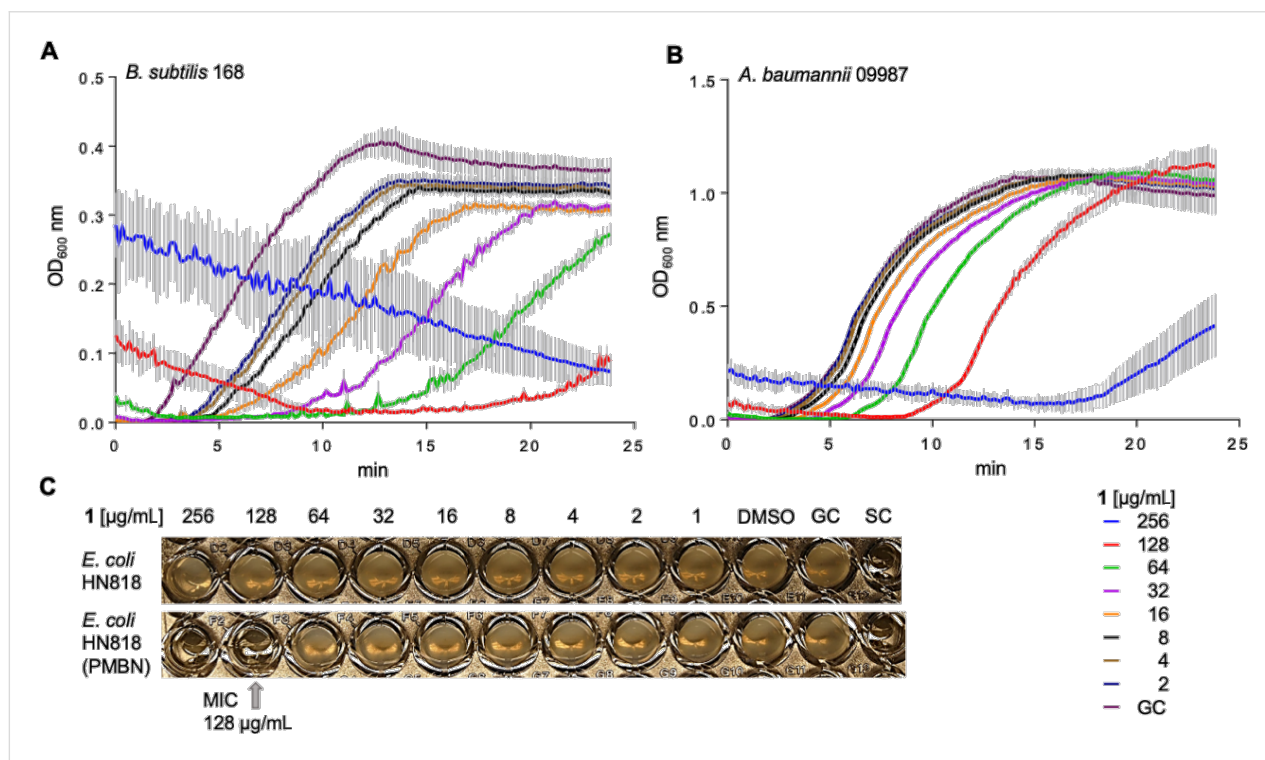 A
B. subtilis 168
0.5
0.4
0.3
0.2
0.1
0.0
OD600 nm
0 5 10 15 20 25
min
B
A. baumannii 09987
1.5
1.0
0.5
0.0
OD600 nm
0 5 10 15 20 25
min
C
1 [µg/mL] 256 128 64 32 16 8 4 2 1 DMSO GC SC
E. coli
HN818
E. coli
HN818
(PMBN)
MIC
128 µg/mL
1 [µg/mL]
256
128
64
32
16
8
4
2
GC